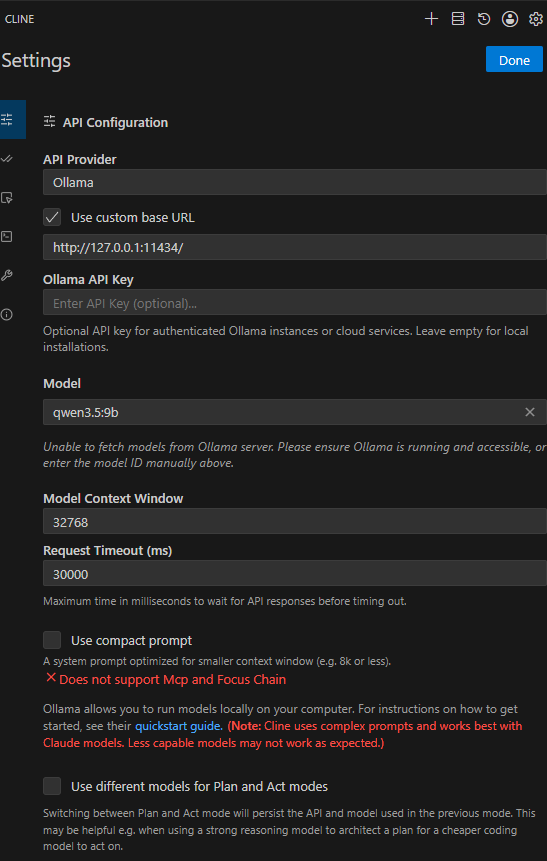 CLINE
Settings
Done
API Configuration
API Provider
Ollama
Use custom base URL
http://127.0.0.1:11434/
Ollama API Key
Enter API Key (optional)...
Optional API key for authenticated Ollama instances or cloud services. Leave empty for local
installations.
Model
qwen3.5:9b
Unable to fetch models from Ollama server. Please ensure Ollama is running and accessible, or
enter the model ID manually above.
Model Context Window
32768
Request Timeout (ms)
30000
Maximum time in milliseconds to wait for API responses before timing out.
Use compact prompt
A system prompt optimized for smaller context window (e.g. 8k or less).
Does not support Mcp and Focus Chain
Ollama allows you to run models locally on your computer. For instructions on how to get
started, see their quickstart guide. (Note: Cline uses complex prompts and works best with
Claude models. Less capable models may not work as expected.)
Use different models for Plan and Act modes
Switching between Plan and Act mode will persist the API and model used in the previous mode. This
may be helpful e.g. when using a strong reasoning model to architect a plan for a cheaper coding
model to act on.